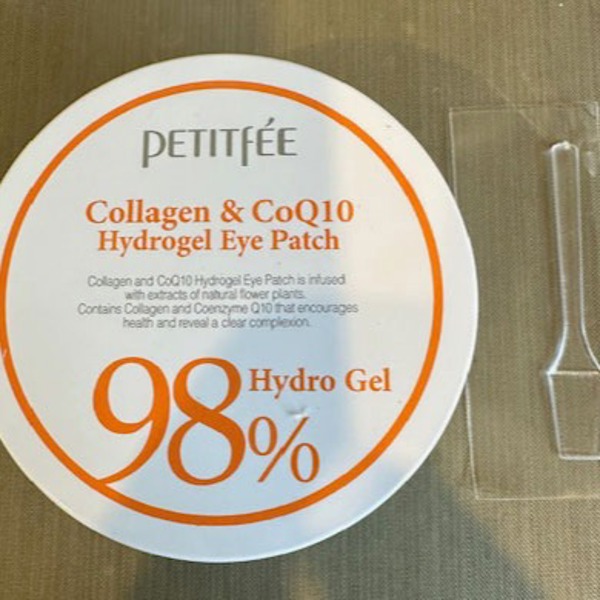 PETITFÉE
Collagen & CoQ10
Hydrogel Eye Patch
Collagen and CoQ10 Hydrogel Eye Patch is infused
with extracts of natural flower plants.
Contains Collagen and Coenzyme Q10 that encourages
health and reveal a clear complexion.
98% Hydro Gel